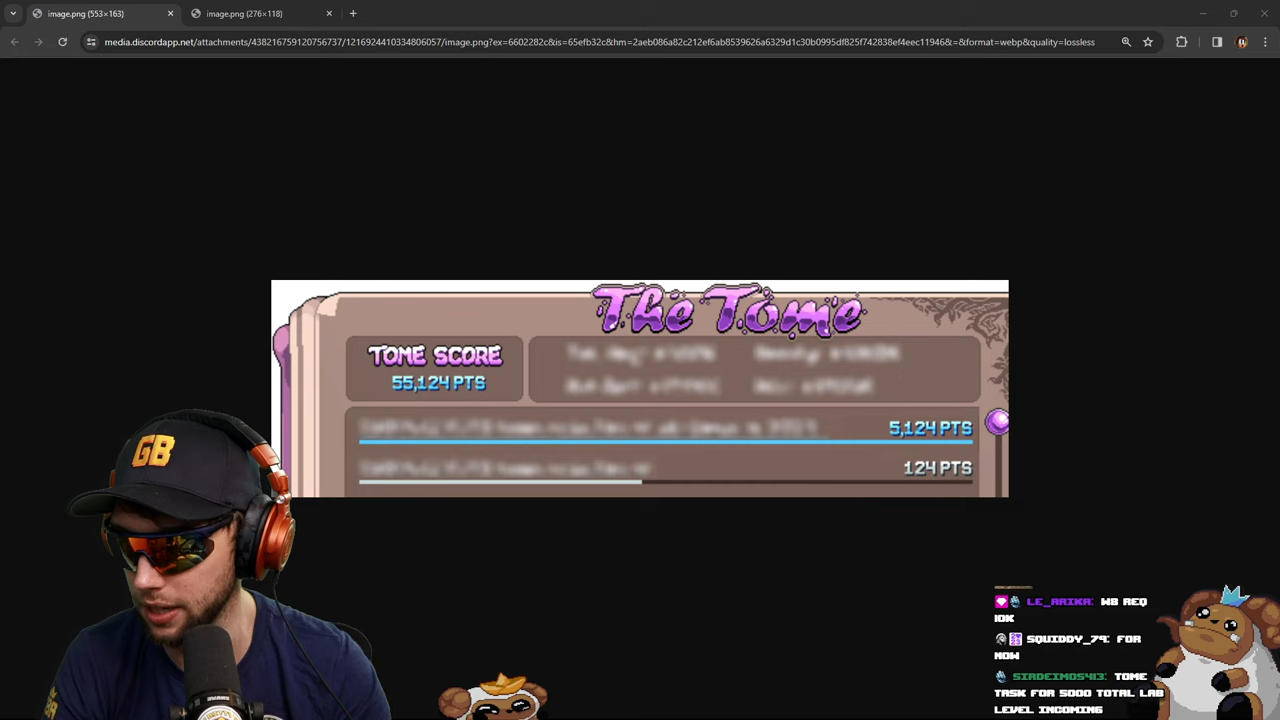 image.png (553×163)
image.png (276×118)
media.discordapp.net/attachments/438216759120756737/1216924410334806057/image.png?ex=6602282c&is=65efb32c&hm=2aeb086a82c212ef6ab8539626a6329d1c30b0995df825f742838ef4eec11946&=&format=webp&quality=lossless
The Tome
TOME SCORE
55,124 PTS
5,124 PTS
124 PTS
GB
LE_ARIKA: W8 REQ
10K
SQUIDDY_79: FOR
MOW
SIRDEIMOS413: TOME
TASK FOR 5000 TOTAL LAB
LEVEL INCOMING